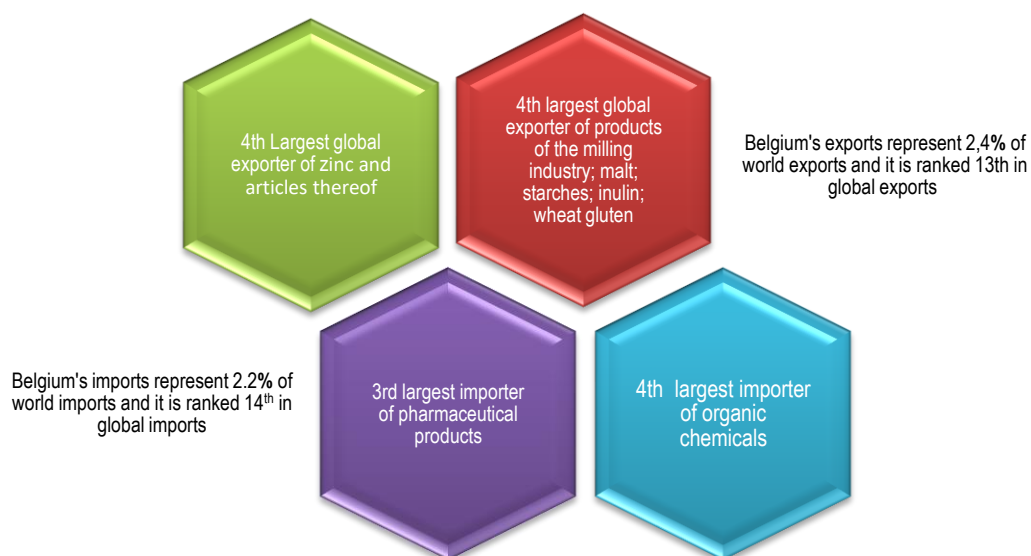 4th Largest global
exporter of zinc and
articles thereof
4th largest global
exporter of products
of the milling
industry; malt;
starches; inulin;
wheat gluten
Belgium's exports represent 2,4% of
world exports and it is ranked 13th in
global exports
Belgium's imports represent 2.2% of
world imports and it is ranked 14th in
global imports
3rd largest importer
of pharmaceutical
products
4th largest importer
of organic
chemicals